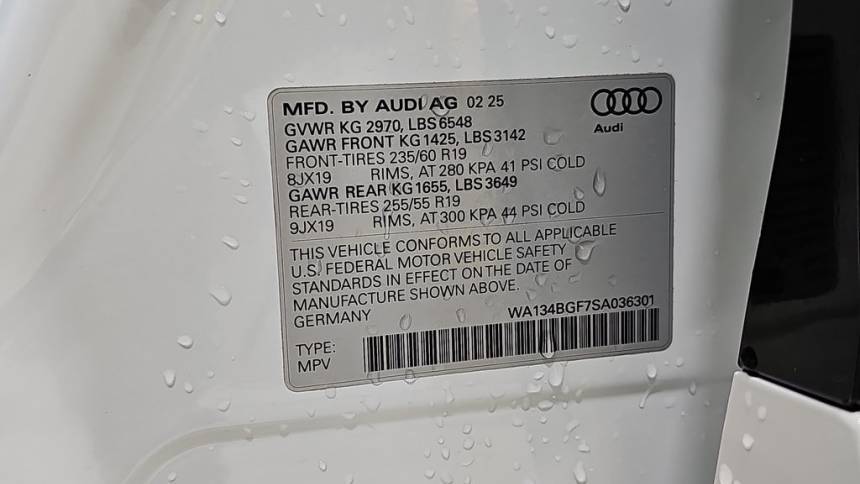 MFD. BY AUDI AG 02 25
GVWR KG 2970, LBS 6548
GAWR FRONT KG 1425, LBS 3142
FRONT-TIRES 235/60 R19
8JX19 RIMS, AT 280 KPA 41 PSI COLD
GAWR REAR KG 1655, LBS 3649
REAR-TIRES 255/55 R19
9JX19 RIMS, AT 300 KPA 44 PSI COLD
THIS VEHICLE CONFORMS TO ALL APPLICABLE
U.S. FEDERAL MOTOR VEHICLE SAFETY
STANDARDS IN EFFECT ON THE DATE OF
MANUFACTURE SHOWN ABOVE.
GERMANY
WA134BGF7SA036301
TYPE:
MPV
Audi